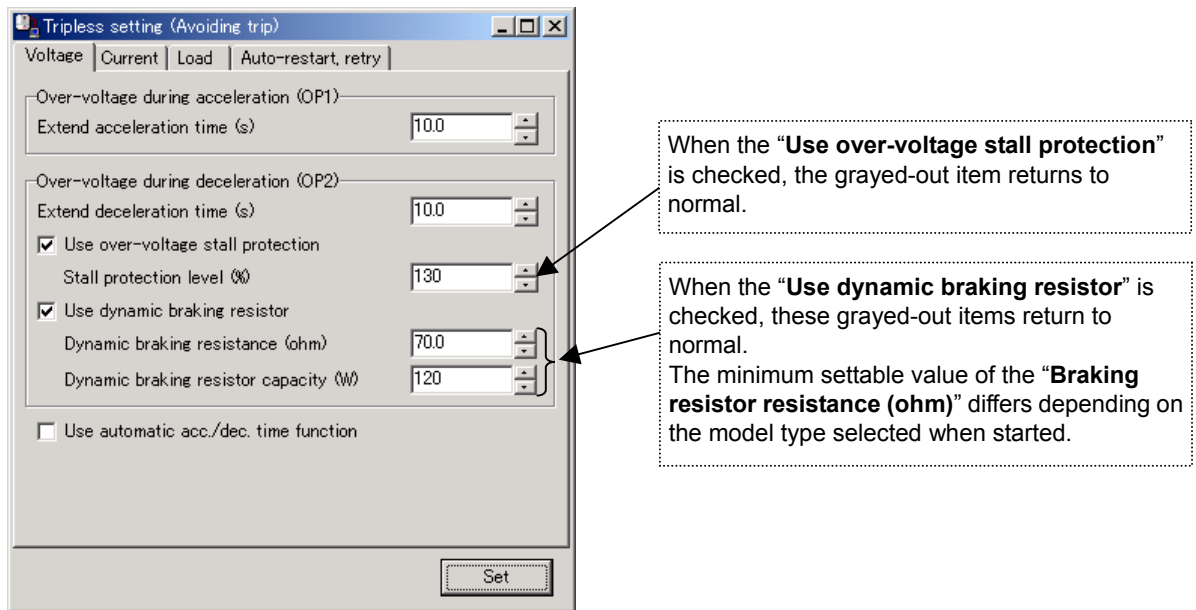 Tripless setting (Avoiding trip)
Voltage
Current
Load
Auto-restart, retry
Over-voltage during acceleration (OP1)
Extend acceleration time (s)
10.0
Over-voltage during deceleration (OP2)
Extend deceleration time (s)
10.0
Use over-voltage stall protection
Stall protection level (%)
130
Use dynamic braking resistor
Dynamic braking resistance (ohm)
70.0
Dynamic braking resistor capacity (W)
120
Use automatic acc./dec. time function
Set
When the “Use over-voltage stall protection”
is checked, the grayed-out item returns to
normal.
When the “Use dynamic braking resistor” is
checked, these grayed-out items return to
normal.
The minimum settable value of the “Braking
resistor resistance (ohm)” differs depending on
the model type selected when started.